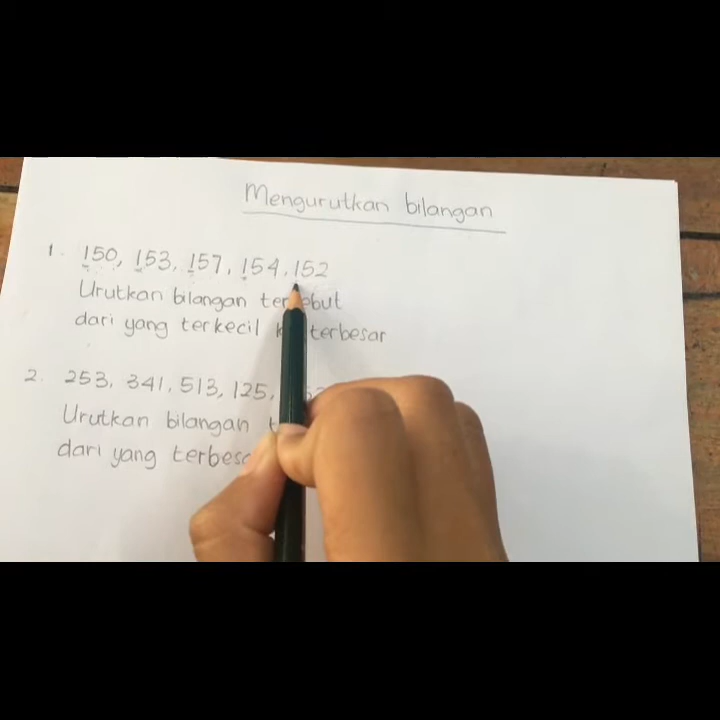 Mengurutkan bilangan
1. 150, 153, 157, 154, 152
Urutkan bilangan tersebut
dari yang terkecil terbesar
2. 253, 341, 513, 125,
Urutkan bilangan
dari yang